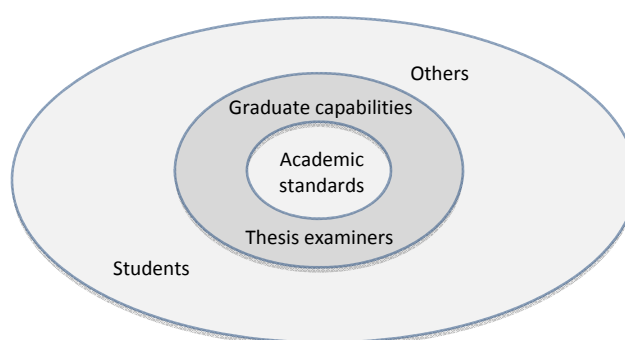 Others
Graduate capabilities
Academic
standards
Thesis examiners
Students